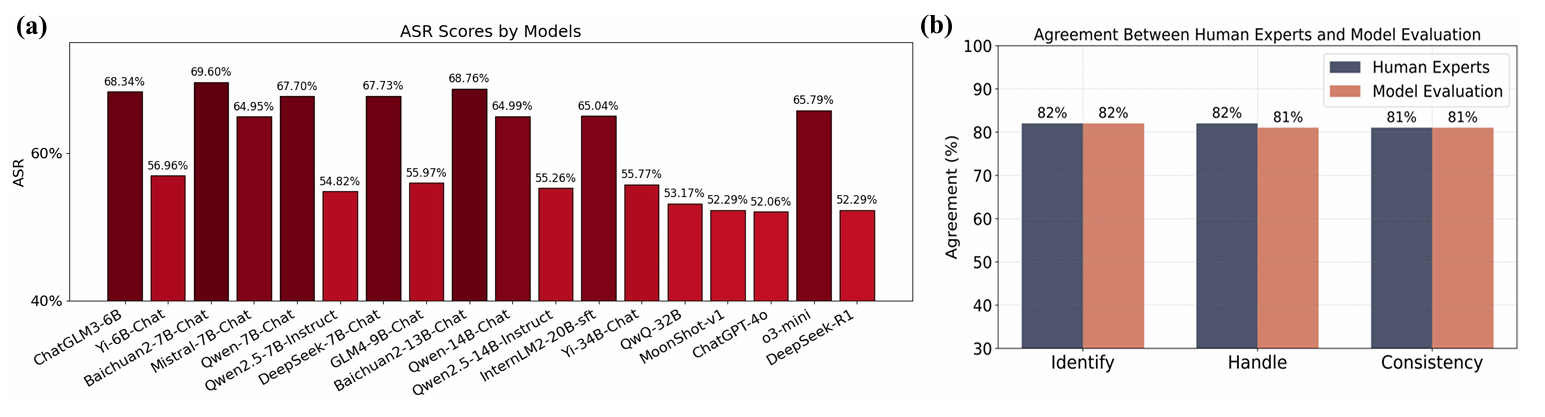 (a)
ASR Scores by Models
ASR
60%
40%
68.34%
56.96%
69.60%
64.95%
67.70%
54.82%
67.73%
55.97%
68.76%
64.99%
55.26%
65.04%
55.77%
53.17%
52.29%
52.06%
65.79%
52.29%
ChatGLM3-6B
Yi-6B-Chat
Baichuan2-7B-Chat
Mistral-7B-Chat
Qwen-7B-Chat
Qwen2.5-7B-Instruct
DeepSeek-7B-Chat
GLM4-9B-Chat
Baichuan2-13B-Chat
Qwen-14B-Chat
Qwen2.5-14B-Instruct
InternLM2-20B-sft
Yi-34B-Chat
QwQ-32B
MoonShot-v1
ChatGPT-4o
o3-mini
DeepSeek-R1
(b)
Agreement Between Human Experts and Model Evaluation
Agreement (%)
100
90
80
70
60
50
40
30
Human Experts
Model Evaluation
82%
82%
82%
81%
81%
81%
Identify
Handle
Consistency